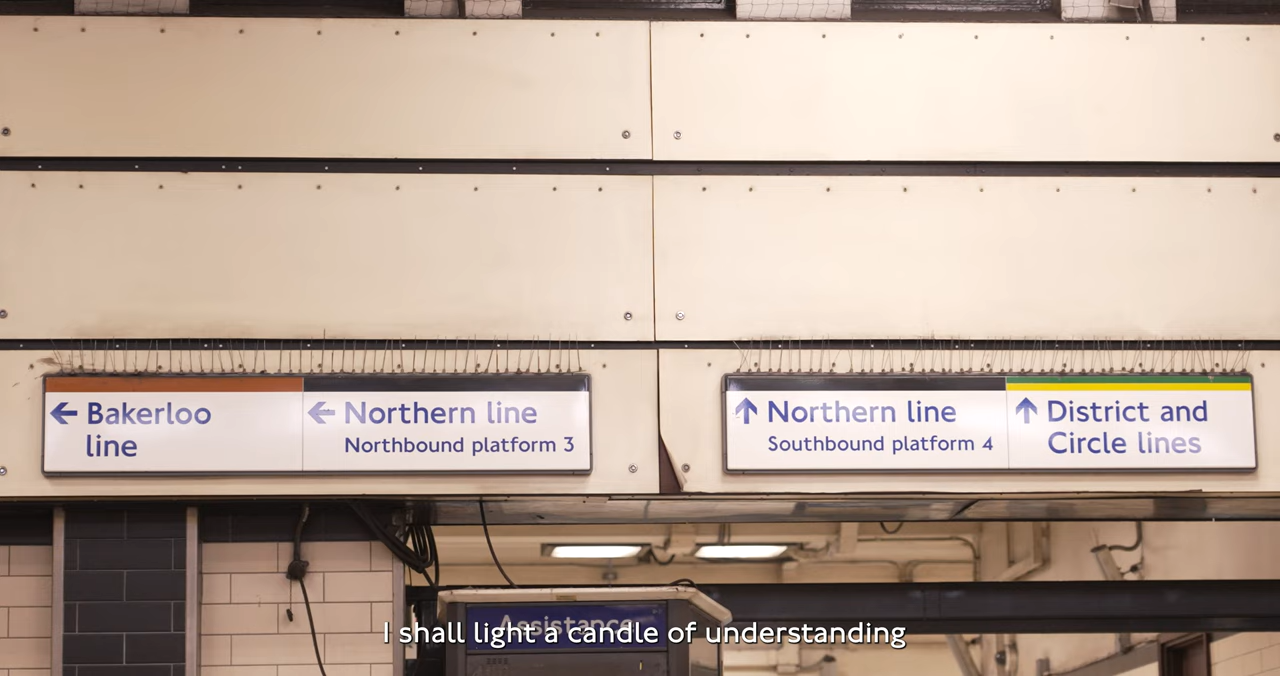 Bakerloo
line
Northern line
Northbound platform 3
Northern line
Southbound platform 4
District and
Circle lines
Assistance
I shall light a candle of understanding